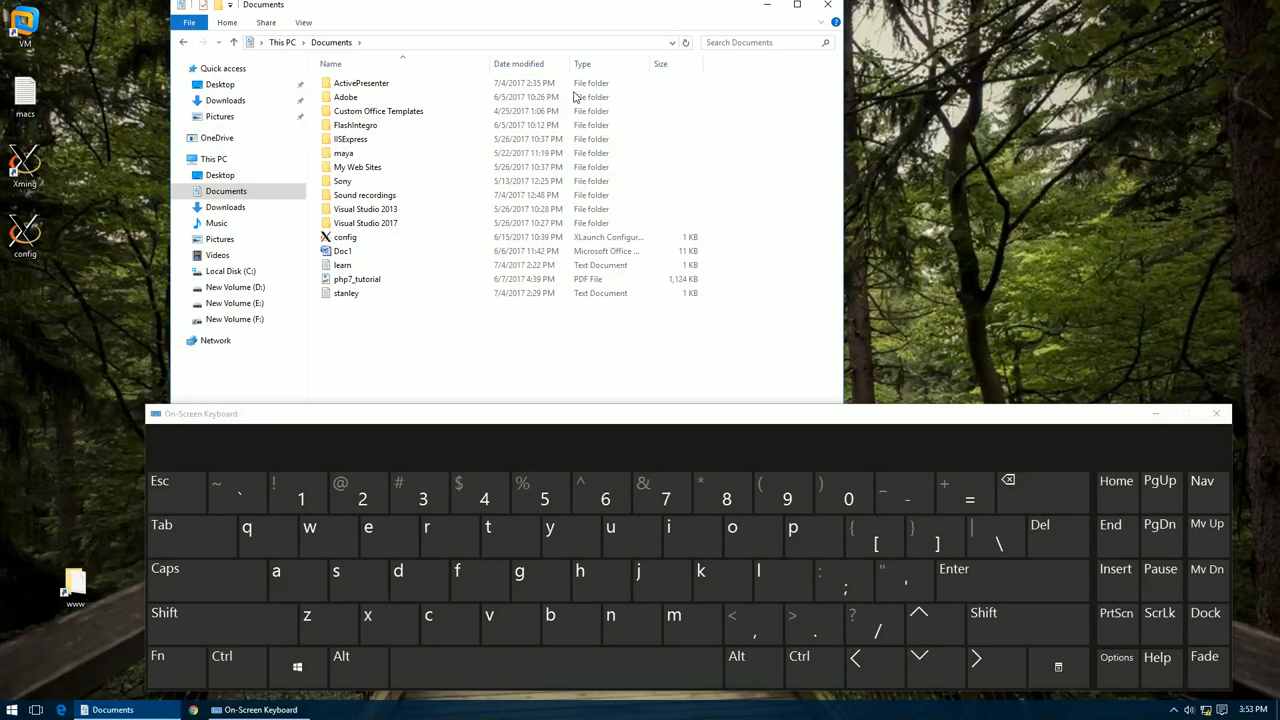 VM
macs
Xming
config
www
Documents
File
Home
Share
View
This PC
Documents
Search Documents
Quick access
Desktop
Downloads
Pictures
OneDrive
This PC
Desktop
Documents
Downloads
Music
Pictures
Videos
Local Disk (C:)
New Volume (D:)
New Volume (E:)
New Volume (F:)
Network
Name Date modified Type Size
ActivePresenter 7/4/2017 2:35 PM File folder
Adobe 6/5/2017 10:26 PM File folder
Custom Office Templates 4/25/2017 1:06 PM File folder
FlashIntegro 6/5/2017 10:12 PM File folder
IISExpress 5/26/2017 10:37 PM File folder
maya 5/22/2017 11:19 PM File folder
My Web Sites 5/26/2017 10:37 PM File folder
Sony 5/13/2017 12:25 PM File folder
Sound recordings 7/4/2017 12:48 PM File folder
Visual Studio 2013 5/26/2017 10:28 PM File folder
Visual Studio 2017 5/26/2017 10:27 PM File folder
config 6/15/2017 10:39 PM XLaunch Configur... 1 KB
Doc1 6/6/2017 11:42 PM Microsoft Office ... 11 KB
learn 7/4/2017 2:22 PM Text Document 1 KB
php7_tutorial 6/7/2017 4:39 PM PDF File 1,124 KB
stanley 7/4/2017 2:29 PM Text Document 1 KB
On-Screen Keyboard
Esc ~ ` ! 1 @ 2 # 3 $ 4 % 5 ^ 6 & 7 * 8 ( 9 ) 0 _ - + = Home PgUp Nav
Tab q w e r t y u i o p { [ } ] | \ Del End PgDn Mv Up
Caps a s d f g h j k l : ; " ' Enter Insert Pause Mv Dn
Shift z x c v b n m < , > . ? / Shift PrtScn ScrLk Dock
Fn Ctrl Alt Alt Ctrl Options Help Fade
Documents
On-Screen Keyboard
3:53 PM